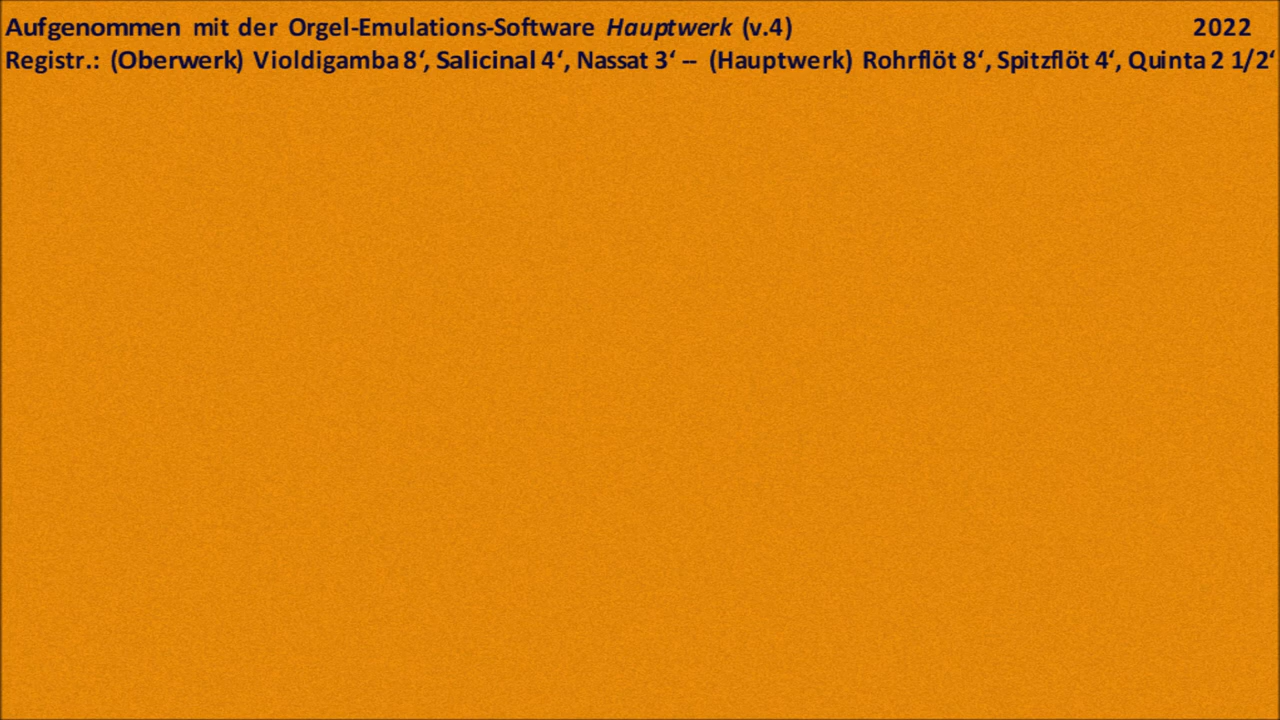 Aufgenommen mit der Orgel-Emulations-Software Hauptwerk (v.4) 2022
Registr.: (Oberwerk) Violdigamba 8‘, Salicinal 4‘, Nassat 3‘ -- (Hauptwerk) Rohrflöt 8‘, Spitzflöt 4‘, Quinta 2 1/2‘